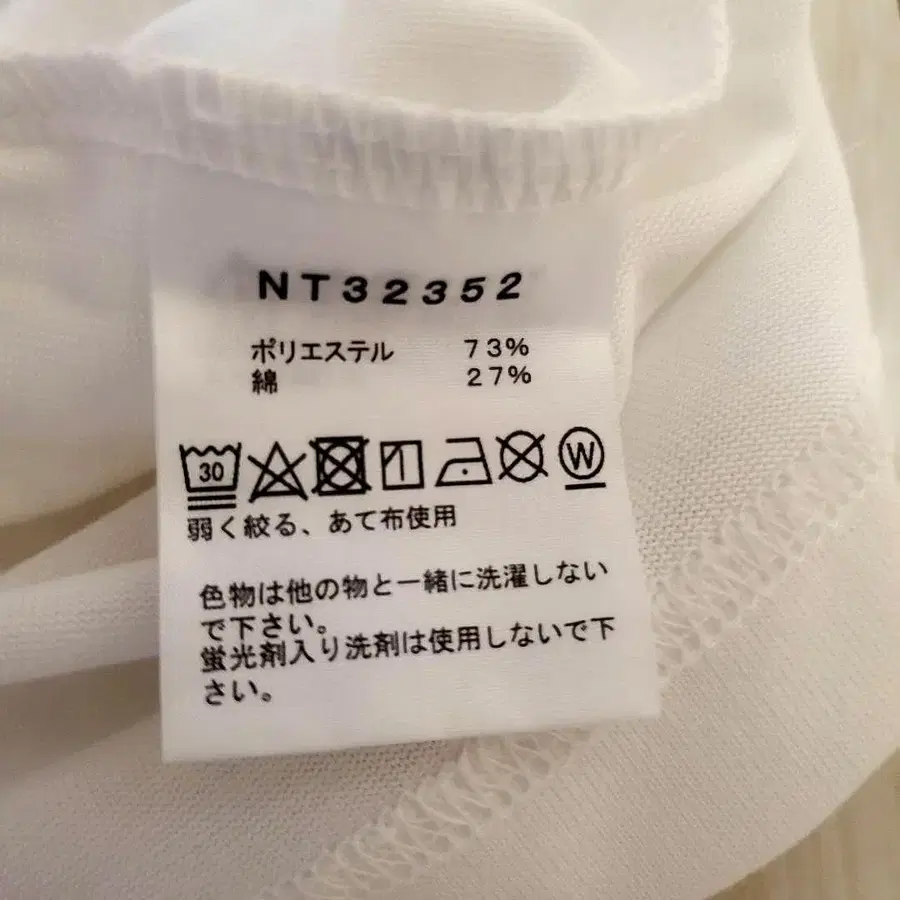 NT32352
ポリエステル 73%
綿 27%
30 W
弱く絞る、あて布使用
色物は他の物と一緒に洗濯しない
で下さい。
蛍光剤入り洗剤は使用しないで下
さい。